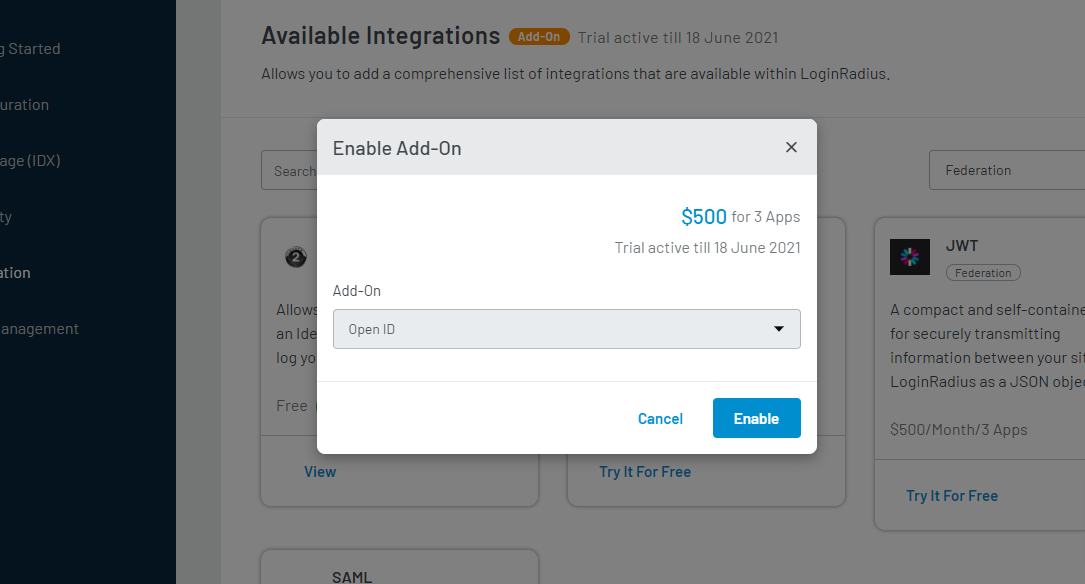 Available Integrations Add-On Trial active till 18 June 2021
Allows you to add a comprehensive list of integrations that are available within LoginRadius.
g Started
uration
age (IDX)
ty
ation
anagement
Search
Federation
Enable Add-On
$500 for 3 Apps
Trial active till 18 June 2021
Add-On
Open ID
Cancel Enable
2
Allows
an Ide
log yo
Free
View
Try It For Free
JWT
Federation
A compact and self-containe
for securely transmitting
information between your sit
LoginRadius as a JSON objec
$500/Month/3 Apps
Try It For Free
SAML